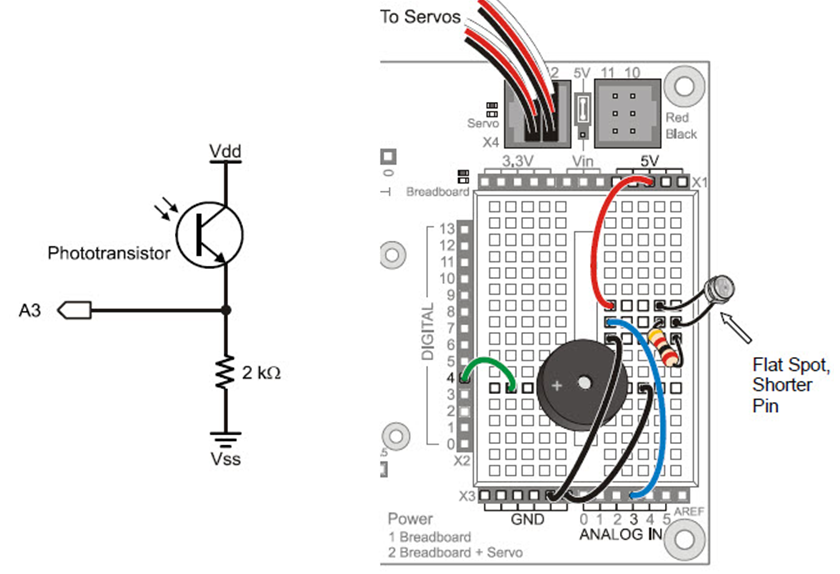 Vdd
Phototransistor
A3
2 kΩ
Vss
To Servos
2 5V 11 10
Servo
X4
Red
Black
3,3V Vin 5V
0
Breadboard
X1
13
12
11
10
9
8
7
6
5
4
3
2
1
0
DIGITAL
X2
+
Flat Spot,
Shorter
Pin
X3
GND
0 1 2 3 4 5 AREF
ANALOG IN
Power
1 Breadboard
2 Breadboard + Servo